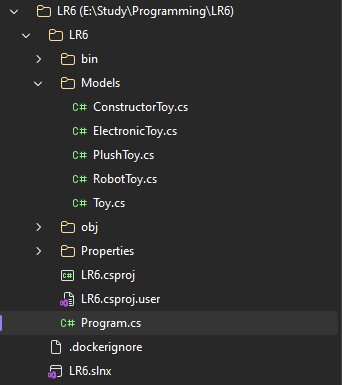 LR6 (E:\Study\Programming\LR6)
LR6
bin
Models
C# ConstructorToy.cs
C# ElectronicToy.cs
C# PlushToy.cs
C# RobotToy.cs
C# Toy.cs
obj
Properties
C# LR6.csproj
LR6.csproj.user
C# Program.cs
.dockerignore
LR6.slnx